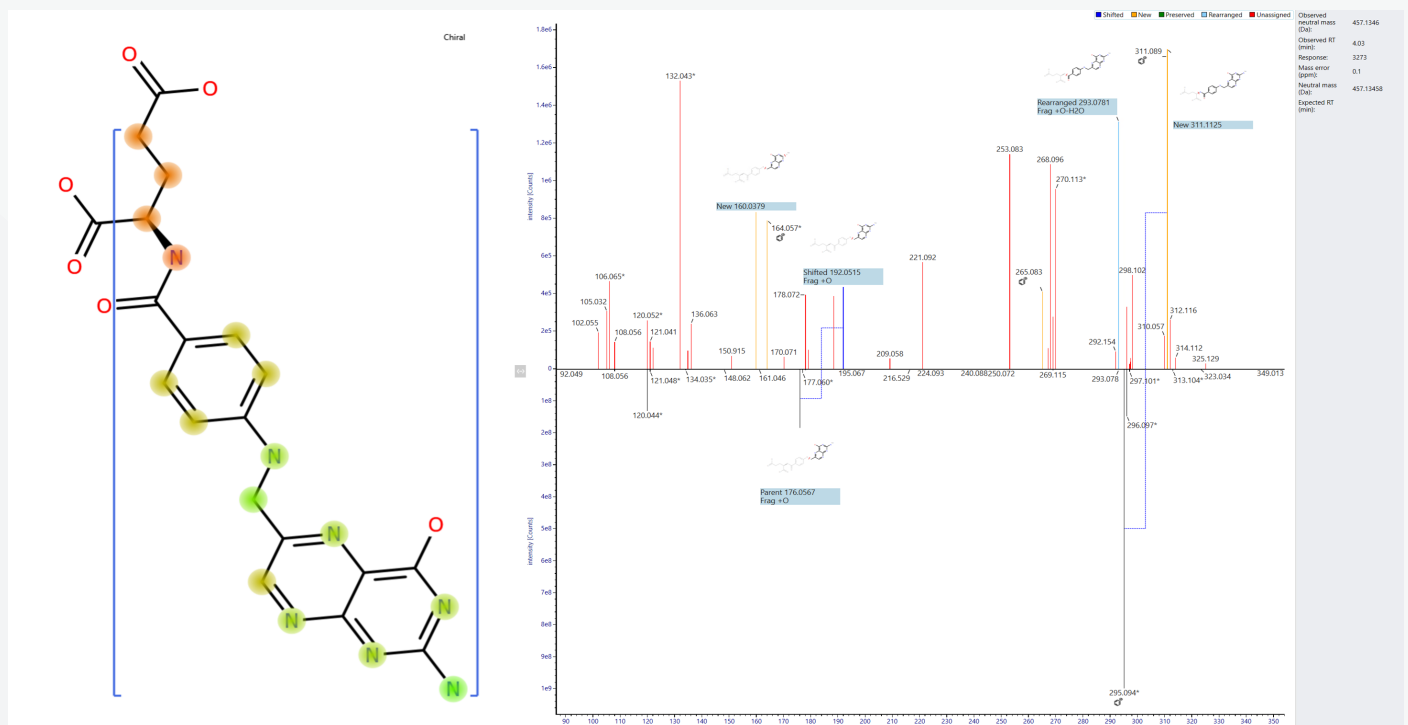 Chiral
O
O
O
O
N
O
N
N
O
N
N
N
N
Shifted New Preserved Rearranged Unassigned
Observed neutral mass (Da): 457.1346
Observed RT (min): 4.03
Response: 3273
Mass error (ppm): 0.1
Neutral mass (Da): 457.13458
Expected RT (min):
1.8e6
1.6e6
1.4e6
1.2e6
1e6
8e5
6e5
4e5
2e5
0
1e8
2e8
3e8
4e8
5e8
6e8
7e8
8e8
9e8
1e9
intensity [Counts]
intensity [Counts]
311.089
132.043*
Rearranged 293.0781
Frag +O-H2O
New 311.1125
253.083
268.096
270.113*
New 160.0379
164.057*
Shifted 192.0515
Frag +O
221.092
265.083
298.102
106.065*
105.032
178.072
102.055
108.056
120.052*
121.041
136.063
312.116
310.057
292.154
314.112
150.915
170.071
209.058
325.129
92.049
108.056
121.048*
134.035*
148.062
161.046
177.060*
195.067
216.529
224.093
240.088
250.072
269.115
293.078
297.101*
313.104*
323.034
349.013
120.044*
296.097*
Parent 176.0567
Frag +O
295.094*
90 100 110 120 130 140 150 160 170 180 190 200 210 220 230 240 250 260 270 280 290 300 310 320 330 340 350